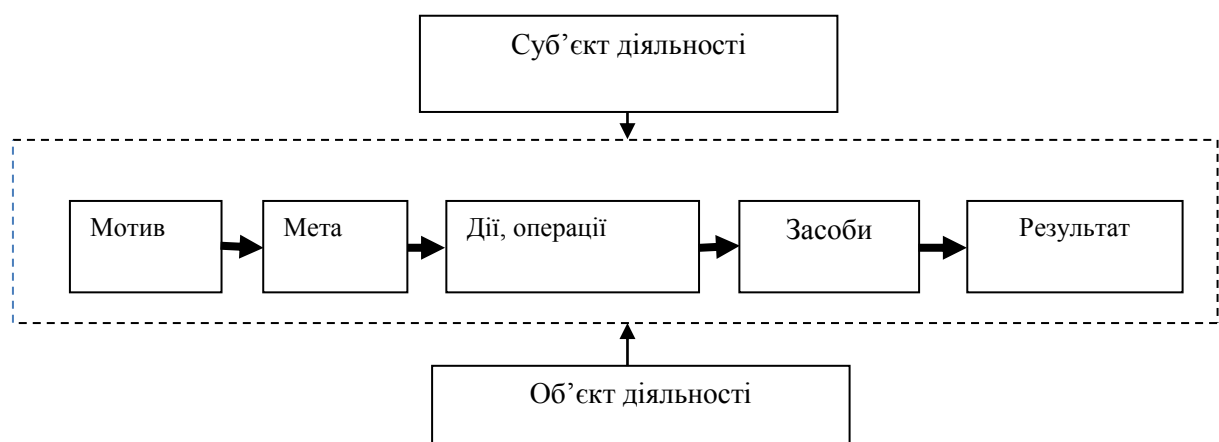 Суб’єкт діяльності
Мотив
Мета
Дії, операції
Засоби
Результат
Об’єкт діяльності